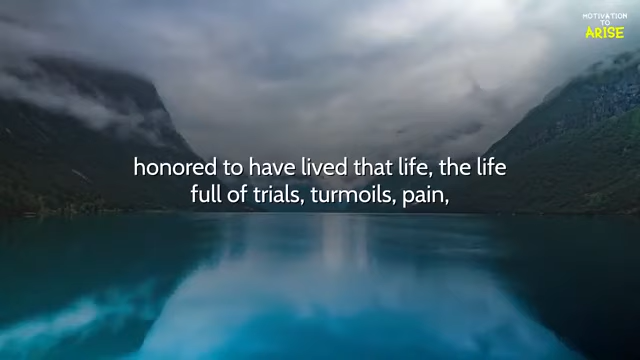 MOTIVATION
TO
ARISE
honored to have lived that life, the life
full of trials, turmoils, pain,